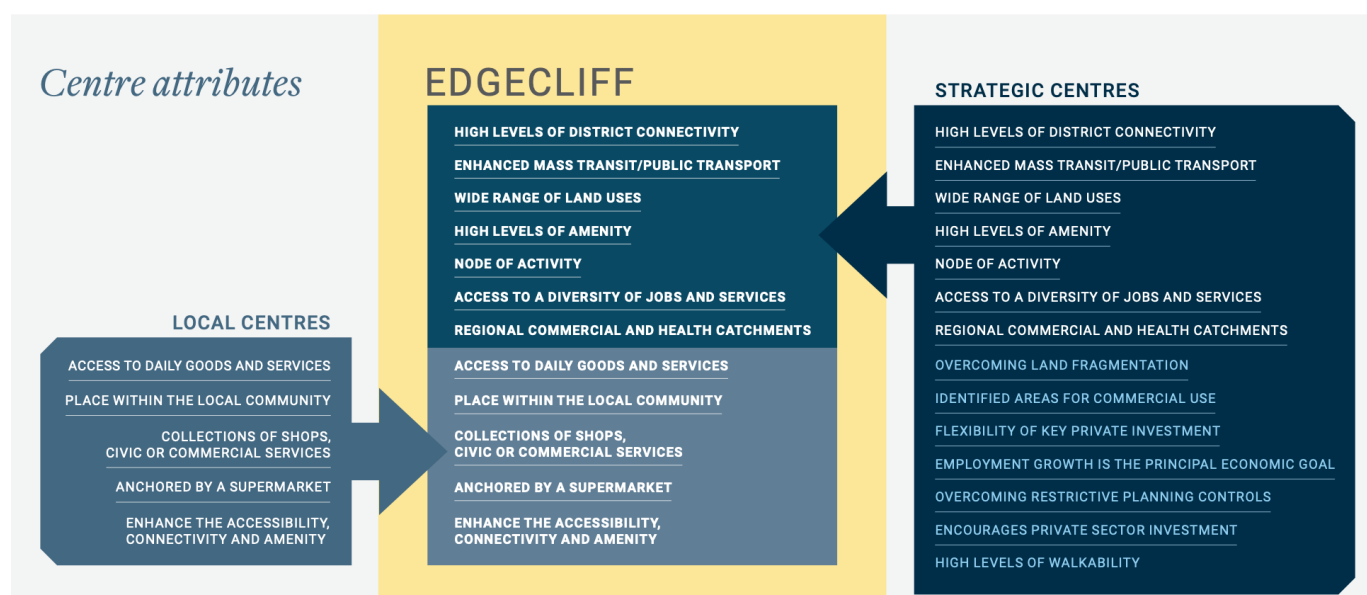 Centre attributes
LOCAL CENTRES
ACCESS TO DAILY GOODS AND SERVICES
PLACE WITHIN THE LOCAL COMMUNITY
COLLECTIONS OF SHOPS,
CIVIC OR COMMERCIAL SERVICES
ANCHORED BY A SUPERMARKET
ENHANCE THE ACCESSIBILITY,
CONNECTIVITY AND AMENITY
EDGECLIFF
HIGH LEVELS OF DISTRICT CONNECTIVITY
ENHANCED MASS TRANSIT/PUBLIC TRANSPORT
WIDE RANGE OF LAND USES
HIGH LEVELS OF AMENITY
NODE OF ACTIVITY
ACCESS TO A DIVERSITY OF JOBS AND SERVICES
REGIONAL COMMERCIAL AND HEALTH CATCHMENTS
ACCESS TO DAILY GOODS AND SERVICES
PLACE WITHIN THE LOCAL COMMUNITY
COLLECTIONS OF SHOPS,
CIVIC OR COMMERCIAL SERVICES
ANCHORED BY A SUPERMARKET
ENHANCE THE ACCESSIBILITY,
CONNECTIVITY AND AMENITY
STRATEGIC CENTRES
HIGH LEVELS OF DISTRICT CONNECTIVITY
ENHANCED MASS TRANSIT/PUBLIC TRANSPORT
WIDE RANGE OF LAND USES
HIGH LEVELS OF AMENITY
NODE OF ACTIVITY
ACCESS TO A DIVERSITY OF JOBS AND SERVICES
REGIONAL COMMERCIAL AND HEALTH CATCHMENTS
OVERCOMING LAND FRAGMENTATION
IDENTIFIED AREAS FOR COMMERCIAL USE
FLEXIBILITY OF KEY PRIVATE INVESTMENT
EMPLOYMENT GROWTH IS THE PRINCIPAL ECONOMIC GOAL
OVERCOMING RESTRICTIVE PLANNING CONTROLS
ENCOURAGES PRIVATE SECTOR INVESTMENT
HIGH LEVELS OF WALKABILITY